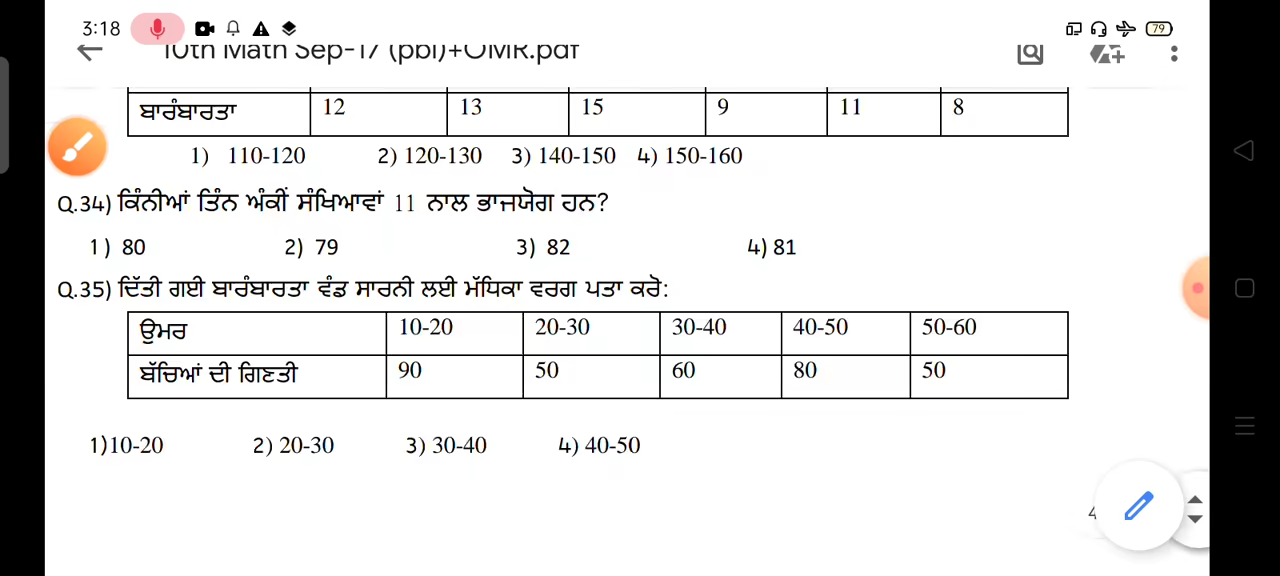 3:18 79
10th Math Sep-17 (pbi)+OMR.pdf
ਬਾਰੰਬਾਰਤਾ 12 13 15 9 11 8
1) 110-120 2) 120-130 3) 140-150 4) 150-160
Q.34) ਕਿੰਨੀਆਂ ਤਿੰਨ ਅੰਕੀਂ ਸੰਖਿਆਵਾਂ 11 ਨਾਲ ਭਾਜਯੋਗ ਹਨ?
1) 80 2) 79 3) 82 4) 81
Q.35) ਦਿੱਤੀ ਗਈ ਬਾਰੰਬਾਰਤਾ ਵੰਡ ਸਾਰਨੀ ਲਈ ਮੱਧਿਕਾ ਵਰਗ ਪਤਾ ਕਰੋ:
ਉਮਰ 10-20 20-30 30-40 40-50 50-60
ਬੱਚਿਆਂ ਦੀ ਗਿਣਤੀ 90 50 60 80 50
1)10-20 2) 20-30 3) 30-40 4) 40-50
4